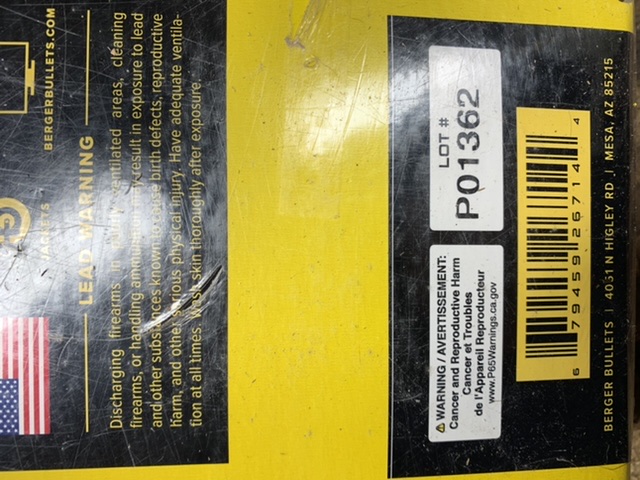 BERGERBULLETS.COM
LEAD WARNING
Discharging firearms in poorly ventilated areas, cleaning
firearms, or handling ammunition may result in exposure to lead
and other substances known to cause birth defects, reproductive
harm, and other serious physical injury. Have adequate ventila-
tion at all times. Wash skin thoroughly after exposure.
LOT #
P01362
WARNING / AVERTISSEMENT:
Cancer and Reproductive Harm
Cancer et Troubles
de l'Appareil Reproducteur
www.P65Warnings.ca.gov
6 79459 26714 4
BERGER BULLETS | 4051 N HIGLEY RD | MESA, AZ 85215